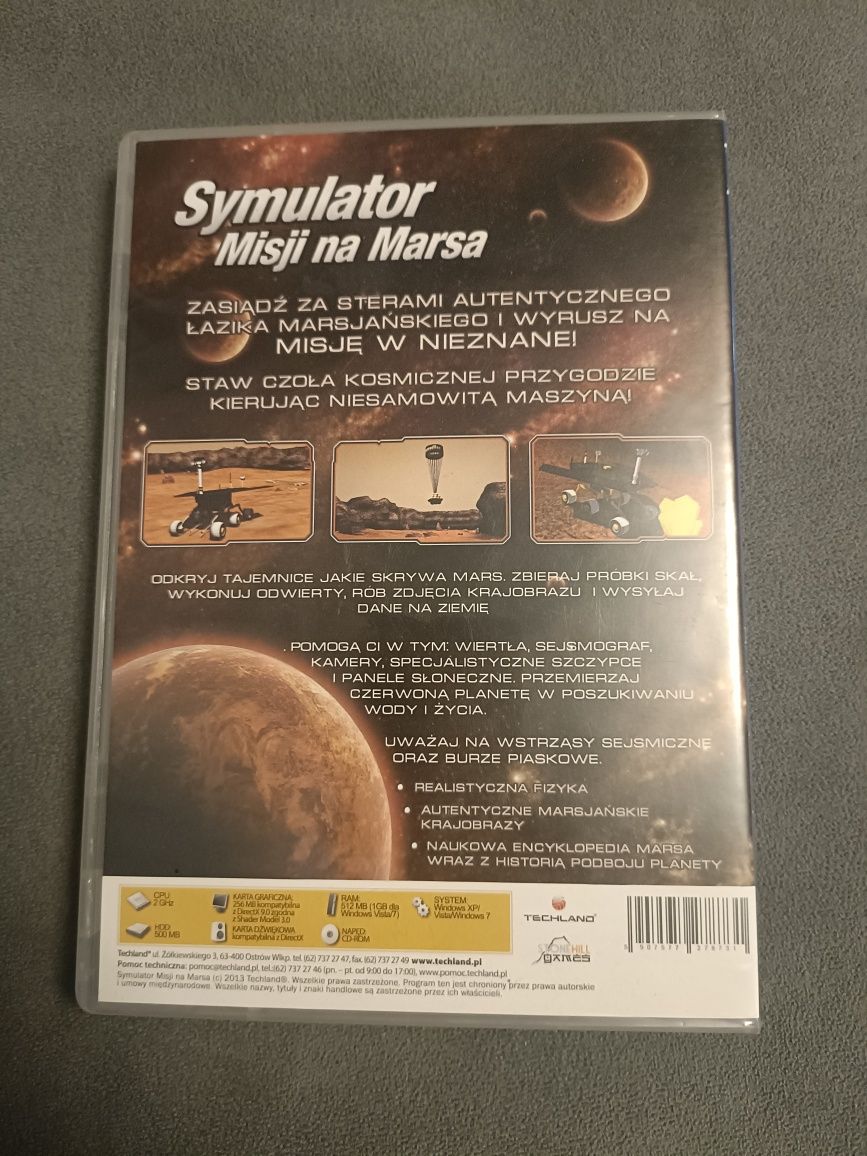 Symulator
Misji na Marsa
ZASIĄDŹ ZA STERAMI AUTENTYCZNEGO
ŁAZIKA MARSJAŃSKIEGO I WYRUSZ NA
MISJĘ W NIEZNANE!
STAW CZOŁA KOSMICZNEJ PRZYGODZIE
KIERUJĄC NIESAMOWITĄ MASZYNĄ!
ODKRYJ TAJEMNICE JAKIE SKRYWA MARS. ZBIERAJ PRÓBKI SKAŁ,
WYKONUJ ODWIERTY, RÓB ZDJĘCIA KRAJOBRAZU I WYSYŁAJ
DANE NA ZIEMIĘ
. POMOGĄ CI W TYM: WIERTŁA, SEJSMOGRAF,
KAMERY, SPECJALISTYCZNE SZCZYPCE
I PANELE SŁONECZNE. PRZEMIERZAJ
CZERWONĄ PLANETĘ W POSZUKIWANIU
WODY I ŻYCIA.
UWAŻAJ NA WSTRZĄSY SEJSMICZNE
ORAZ BURZE PIASKOWE.
• REALISTYCZNA FIZYKA
• AUTENTYCZNE MARSJAŃSKIE
KRAJOBRAZY
• NAUKOWA ENCYKLOPEDIA MARSA
WRAZ Z HISTORIĄ PODBOJU PLANETY
CPU
2 GHz
HDD:
500 MB
KARTA GRAFICZNA:
256 MB kompatybilna
z DirectX 9.0 zgodna
z Shader Model 3.0
KARTA DŹWIĘKOWA
kompatybilna z DirectX
RAM:
512 MB (1GB dla
Windows Vista/7)
NAPĘD:
CD-ROM
SYSTEM
Windows XP/
Vista/Windows 7
TECHLAND
STONEHILL
GAMES
Techland® ul. Żółkiewskiego 3, 63-400 Ostrów Wlkp. tel. (62) 737 27 47, fax. (62) 737 27 49 www.techland.pl
Pomoc techniczna: pomoc@techland.pl, tel.:(62) 737 27 46 (pn. – pt. od 9:00 do 17:00), www.pomoc.techland.pl
Symulator Misji na Marsa (c) 2013 Techland®. Wszelkie prawa zastrzeżone. Program ten jest chroniony przez prawa autorskie
i umowy międzynarodowe. Wszelkie nazwy, tytuły i znaki handlowe są zastrzeżone przez ich właścicieli.